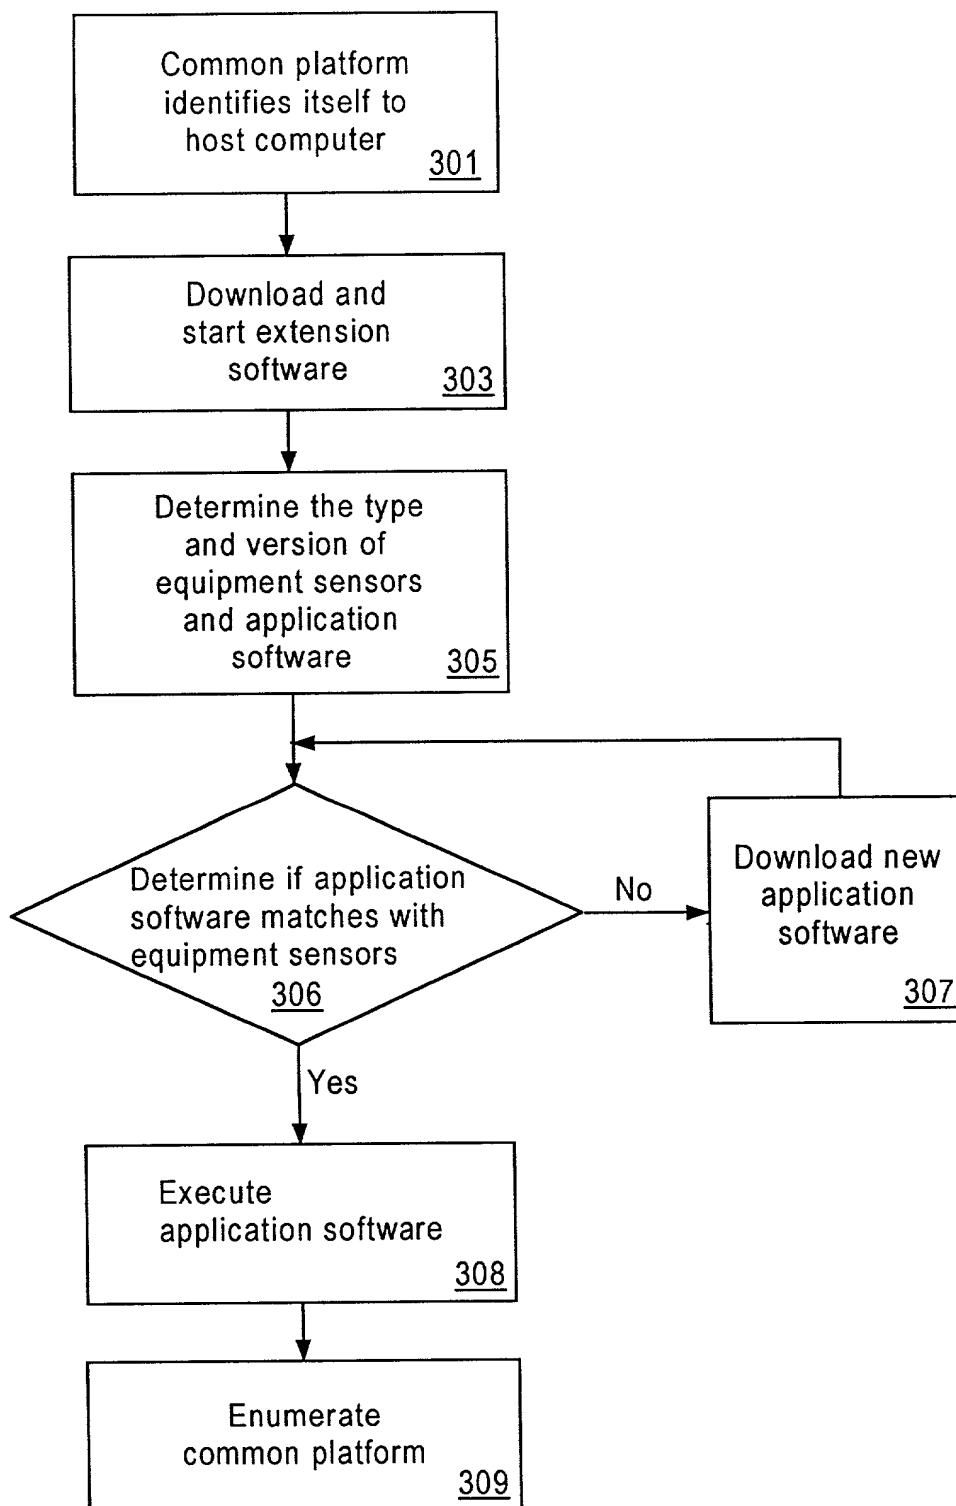 Common platform
identifies itself to
host computer
301
Download and
start extension
software
303
Determine the type
and version of
equipment sensors
and application
software
305
Determine if application
software matches with
equipment sensors
306
No
Download new
application
software
307
Yes
Execute
application software
308
Enumerate
common platform
309